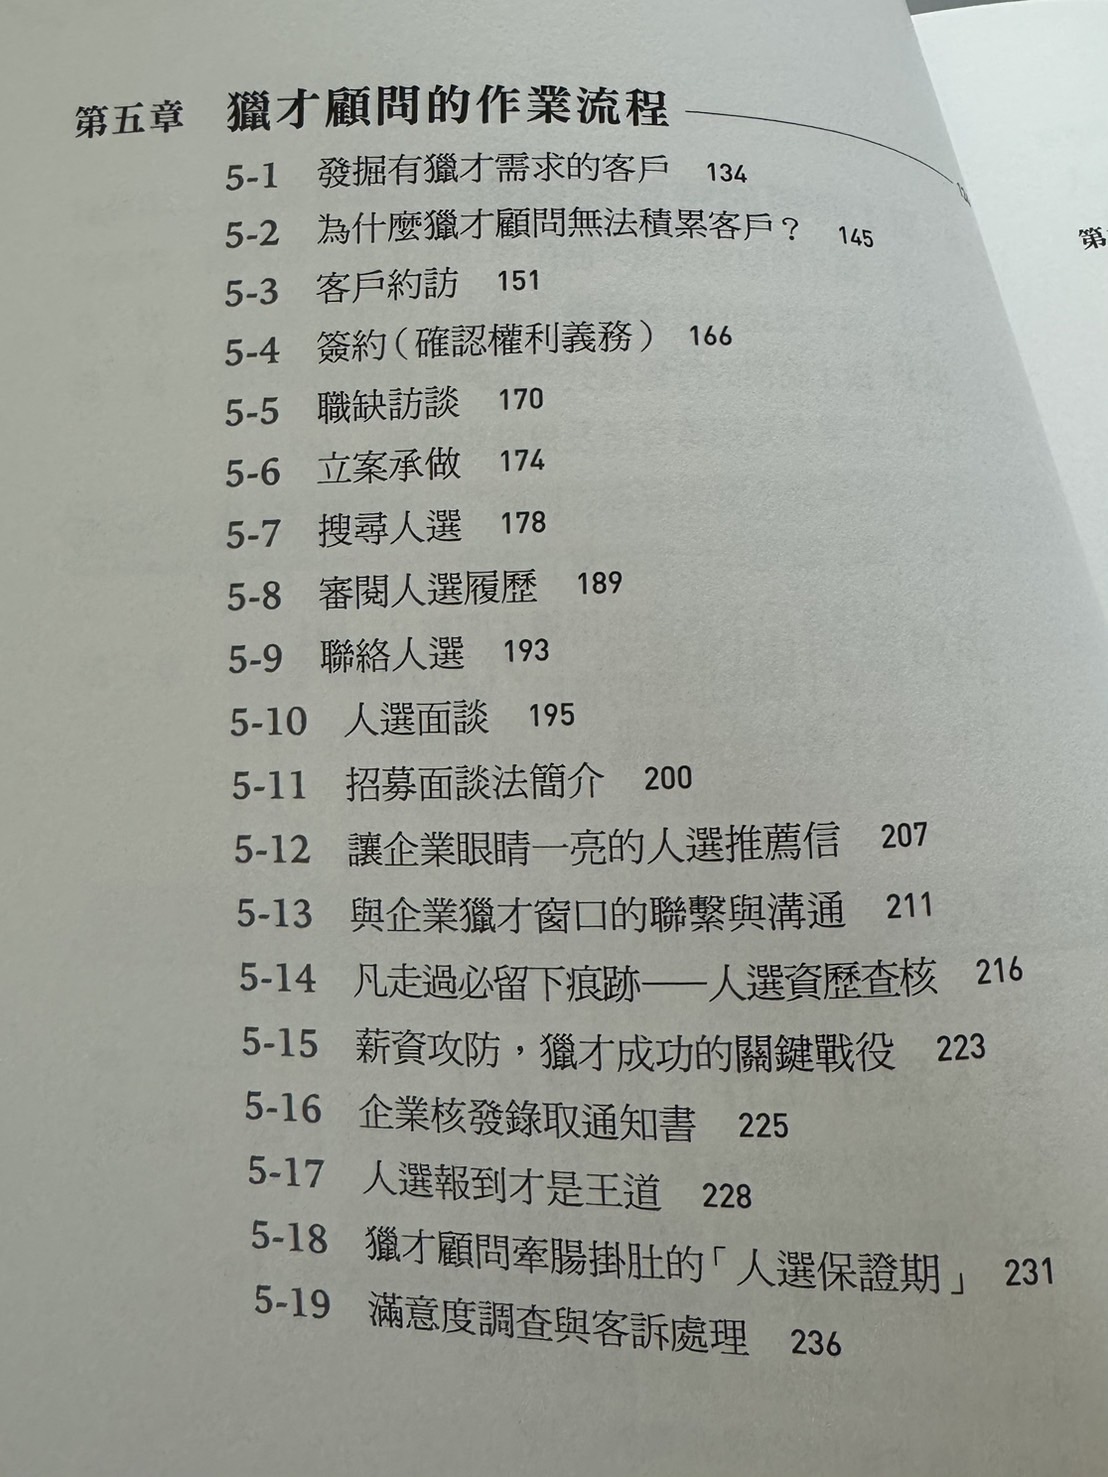 第五章 獵才顧問的作業流程
5-1 發掘有獵才需求的客戶 134
5-2 為什麼獵才顧問無法積累客戶？ 145
5-3 客戶約訪 151
5-4 簽約（確認權利義務） 166
5-5 職缺訪談 170
5-6 立案承做 174
5-7 搜尋人選 178
5-8 審閱人選履歷 189
5-9 聯絡人選 193
5-10 人選面談 195
5-11 招募面談法簡介 200
5-12 讓企業眼睛一亮的人選推薦信 207
5-13 與企業獵才窗口的聯繫與溝通 211
5-14 凡走過必留下痕跡——人選資歷查核 216
5-15 薪資攻防，獵才成功的關鍵戰役 223
5-16 企業核發錄取通知書 225
5-17 人選報到才是王道 228
5-18 獵才顧問牽腸掛肚的「人選保證期」 231
5-19 滿意度調查與客訴處理 236
第